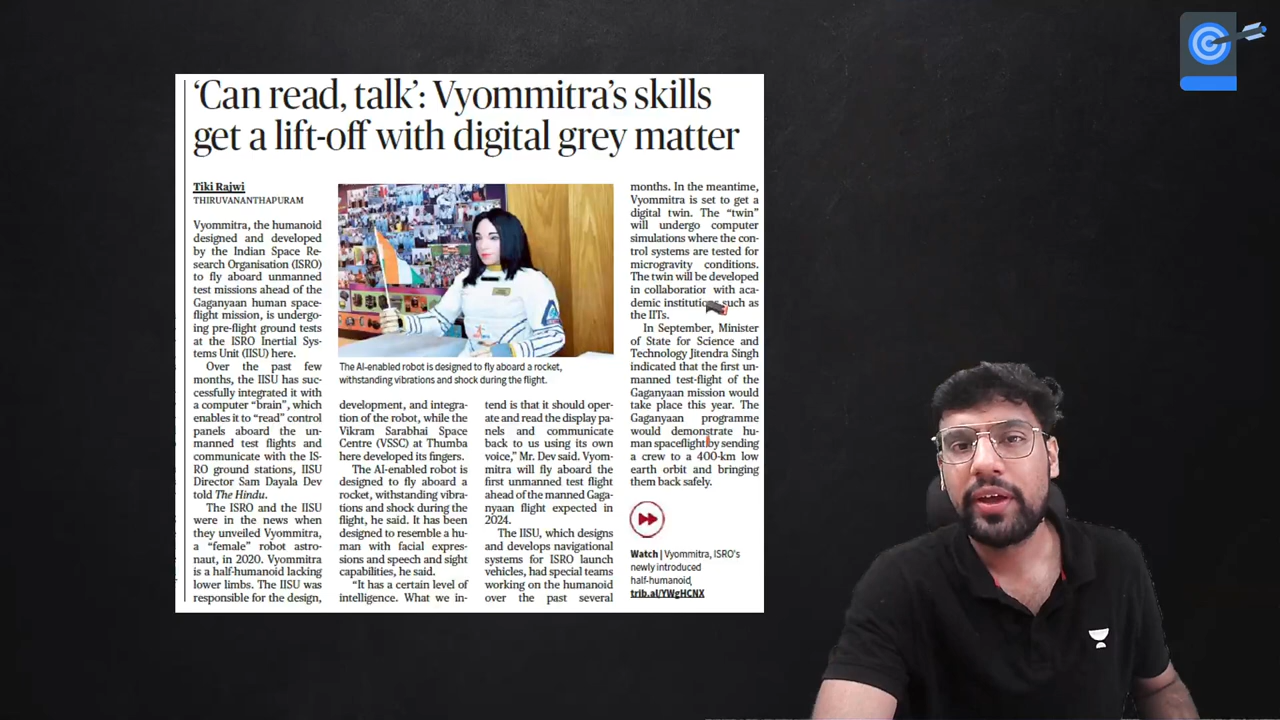 ‘Can read, talk’: Vyommitra’s skills
get a lift-off with digital grey matter
Tiki Rajwi
THIRUVANANTHAPURAM
Vyommitra, the humanoid
designed and developed
by the Indian Space Re-
search Organisation (ISRO)
to fly aboard unmanned
test missions ahead of the
Gaganyaan human space-
flight mission, is undergo-
ing pre-flight ground tests
at the ISRO Inertial Sys-
tems Unit (IISU) here.
Over the past few
months, the IISU has suc-
cessfully integrated it with
a computer “brain”, which
enables it to “read” control
panels aboard the un-
manned test flights and
communicate with the IS-
RO ground stations, IISU
Director Sam Dayala Dev
told The Hindu.
The ISRO and the IISU
were in the news when
they unveiled Vyommitra,
a “female” robot astro-
naut, in 2020. Vyommitra
is a half-humanoid lacking
lower limbs. The IISU was
responsible for the design,
The AI-enabled robot is designed to fly aboard a rocket,
withstanding vibrations and shock during the flight.
development, and integra-
tion of the robot, while the
Vikram Sarabhai Space
Centre (VSSC) at Thumba
here developed its fingers.
The AI-enabled robot is
designed to fly aboard a
rocket, withstanding vibra-
tions and shock during the
flight, he said. It has been
designed to resemble a hu-
man with facial expres-
sions and speech and sight
capabilities, he said.
“It has a certain level of
intelligence. What we in-
tend is that it should oper-
ate and read the display pa-
nels and communicate
back to us using its own
voice,” Mr. Dev said. Vyom-
mitra will fly aboard the
first unmanned test flight
ahead of the manned Gaga-
nyaan flight expected in
2024.
The IISU, which designs
and develops navigational
systems for ISRO launch
vehicles, had special teams
working on the humanoid
over the past several
months. In the meantime,
Vyommitra is set to get a
digital twin. The “twin”
will undergo computer
simulations where the con-
trol systems are tested for
microgravity conditions.
The twin will be developed
in collaboration with aca-
demic institutions such as
the IITs.
In September, Minister
of State for Science and
Technology Jitendra Singh
indicated that the first un-
manned test-flight of the
Gaganyaan mission would
take place this year. The
Gaganyaan programme
would demonstrate hu-
man spaceflight by sending
a crew to a 400-km low
earth orbit and bringing
them back safely.
Watch | Vyommitra, ISRO's
newly introduced
half-humanoid,
trib.al/YWgHCNX